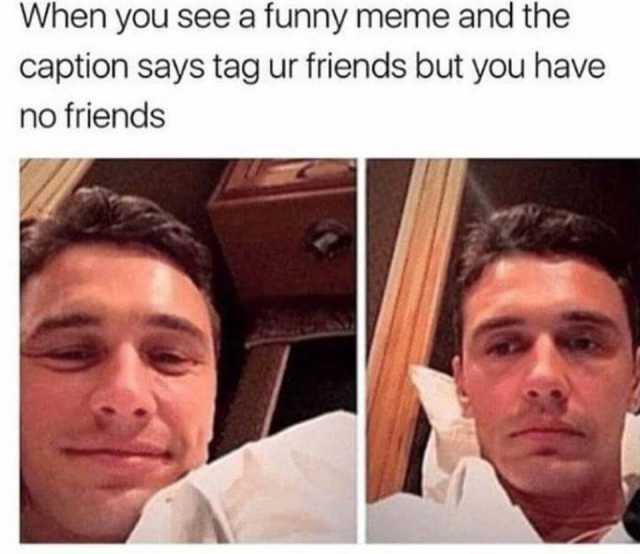 When you see a funny meme and the
caption says tag ur friends but you have
no friends